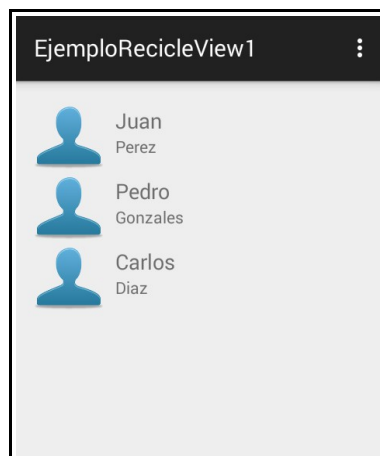 EjemploRecicleView1
Juan
Perez
Pedro
Gonzales
Carlos
Diaz